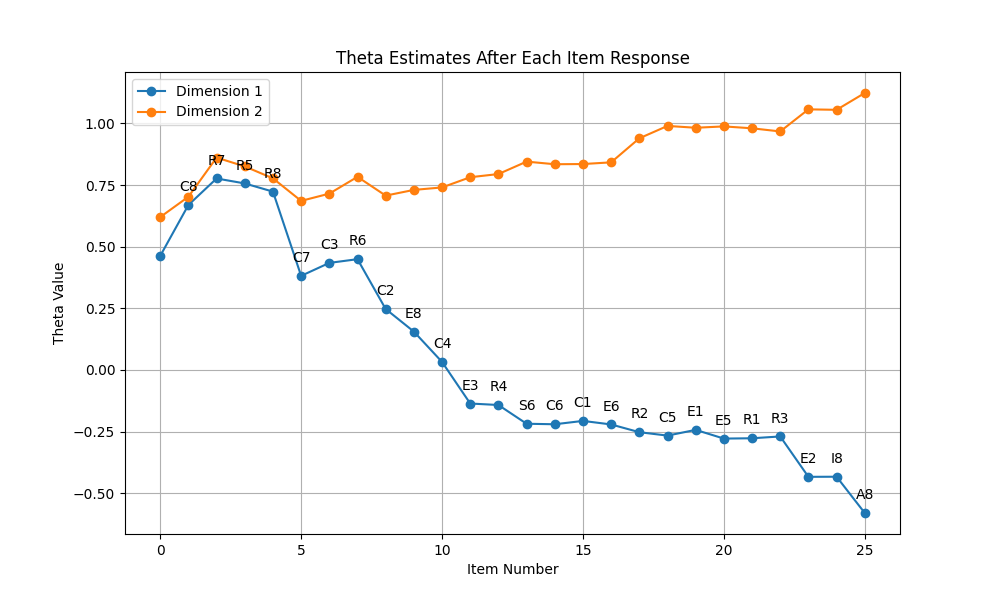 Theta Estimates After Each Item Response
Dimension 1
Dimension 2
Theta Value
1.00
0.75
0.50
0.25
0.00
−0.25
−0.50
C8
R7
R5
R8
C7
C3
R6
C2
E8
C4
E3
R4
S6
C6
C1
E6
R2
C5
E1
E5
R1
R3
E2
I8
A8
0 5 10 15 20 25
Item Number